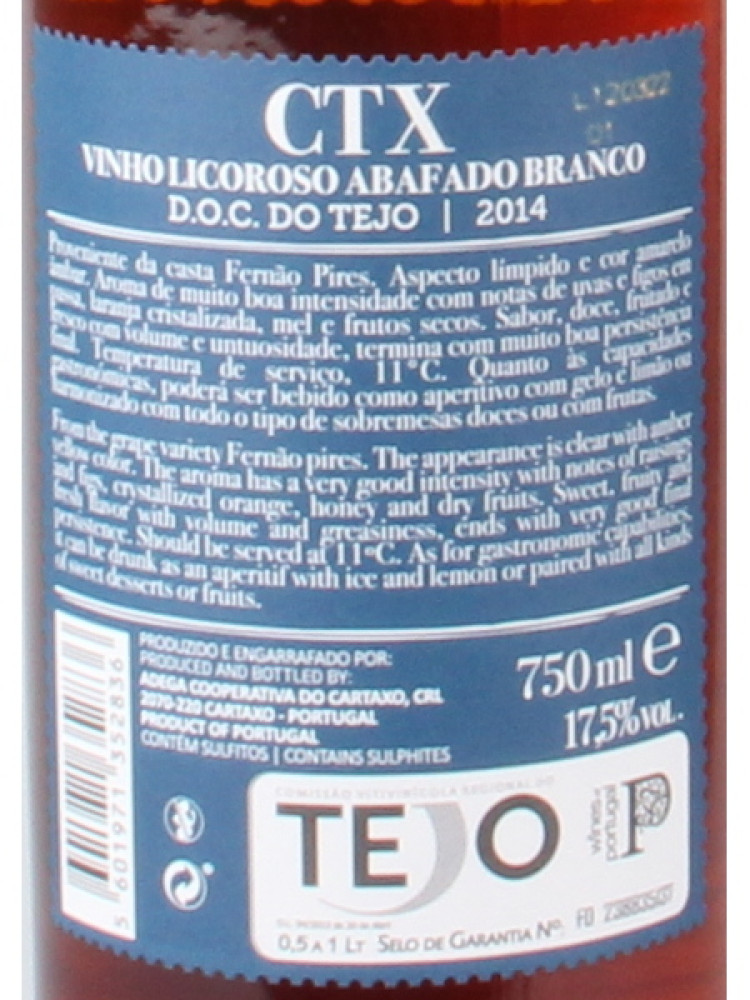 CTX
L120322
01
VINHO LICOROSO ABAFADO BRANCO
D.O.C. DO TEJO | 2014
Proveniente da casta Fernão Pires. Aspecto límpido e cor amarelo
âmbar. Aroma de muito boa intensidade com notas de uvas e figos em
passa, laranja cristalizada, mel e frutos secos. Sabor, doce, frutado e
fresco com volume e untuosidade, termina com muito boa persistência
final. Temperatura de serviço, 11°C. Quanto às capacidades
gastronómicas, poderá ser bebido como aperitivo com gelo e limão ou
harmonizado com todo o tipo de sobremesas doces ou com frutas.
From the grape variety Fernão pires. The appearance is clear with amber
yellow color. The aroma has a very good intensity with notes of raisings
and figs, crystallized orange, honey and dry fruits. Sweet, fruity and
fresh flavor with volume and greasiness, ends with very good final
persistence. Should be served at 11°C. As for gastronomic capabilities,
it can be drunk as an aperitif with ice and lemon or paired with all kinds
of sweet desserts or fruits.
PRODUZIDO E ENGARRAFADO POR:
PRODUCED AND BOTTLED BY:
ADEGA COOPERATIVA DO CARTAXO, CRL
2070-220 CARTAXO - PORTUGAL
PRODUCT OF PORTUGAL
CONTÉM SULFITOS | CONTAINS SULPHITES
750 ml e
17,5% VOL.
5 601971 352836
COMISSÃO VITIVINÍCOLA REGIONAL DO
TEJO
wines of
portugal
0,5 A 1 LT SELO DE GARANTIA Nº. FO